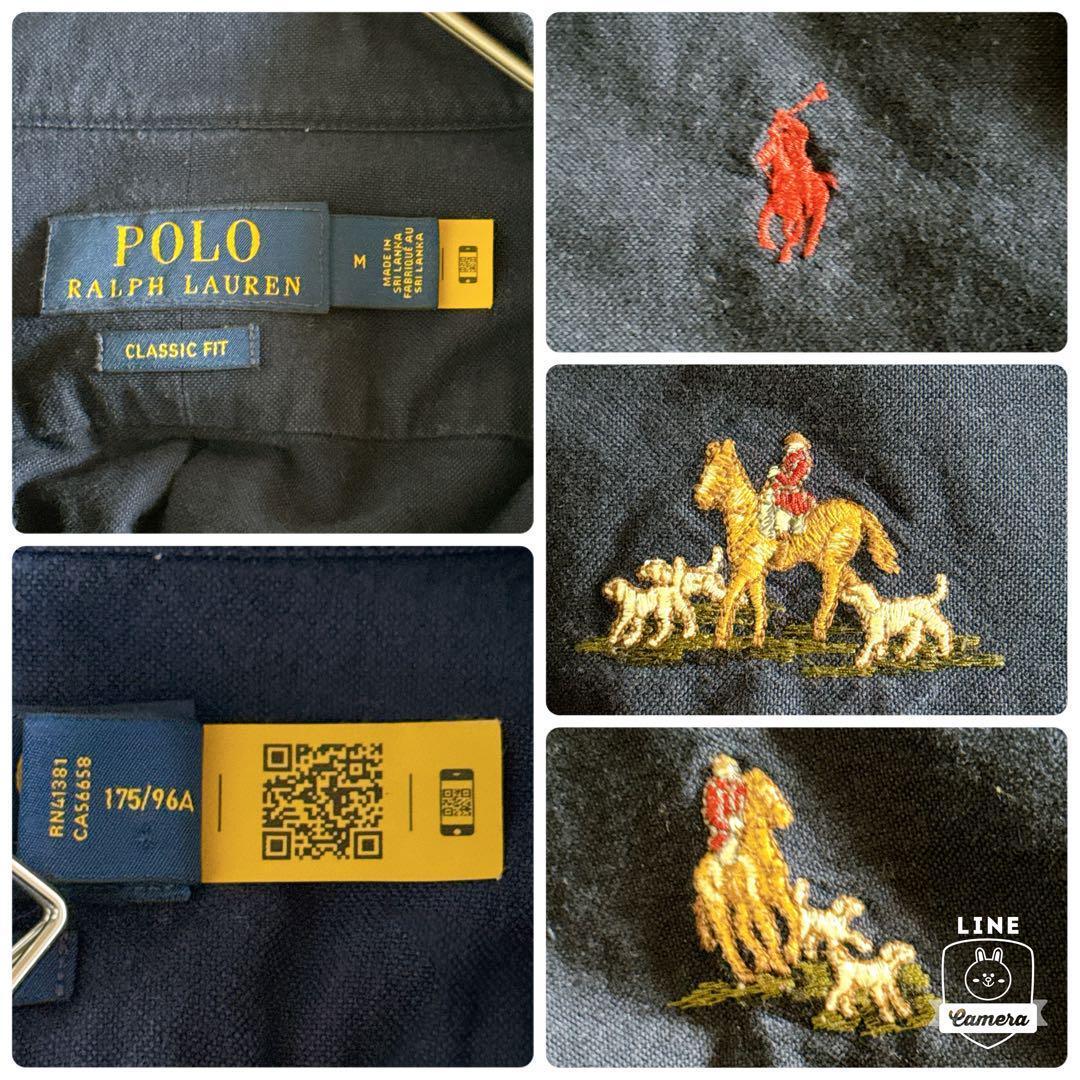 POLO
RALPH LAUREN
M
MADE IN
SRI LANKA
FABRIQUÉ AU
SRI LANKA
CLASSIC FIT
RN41381
CA56658
175/96A
LINE
Camera